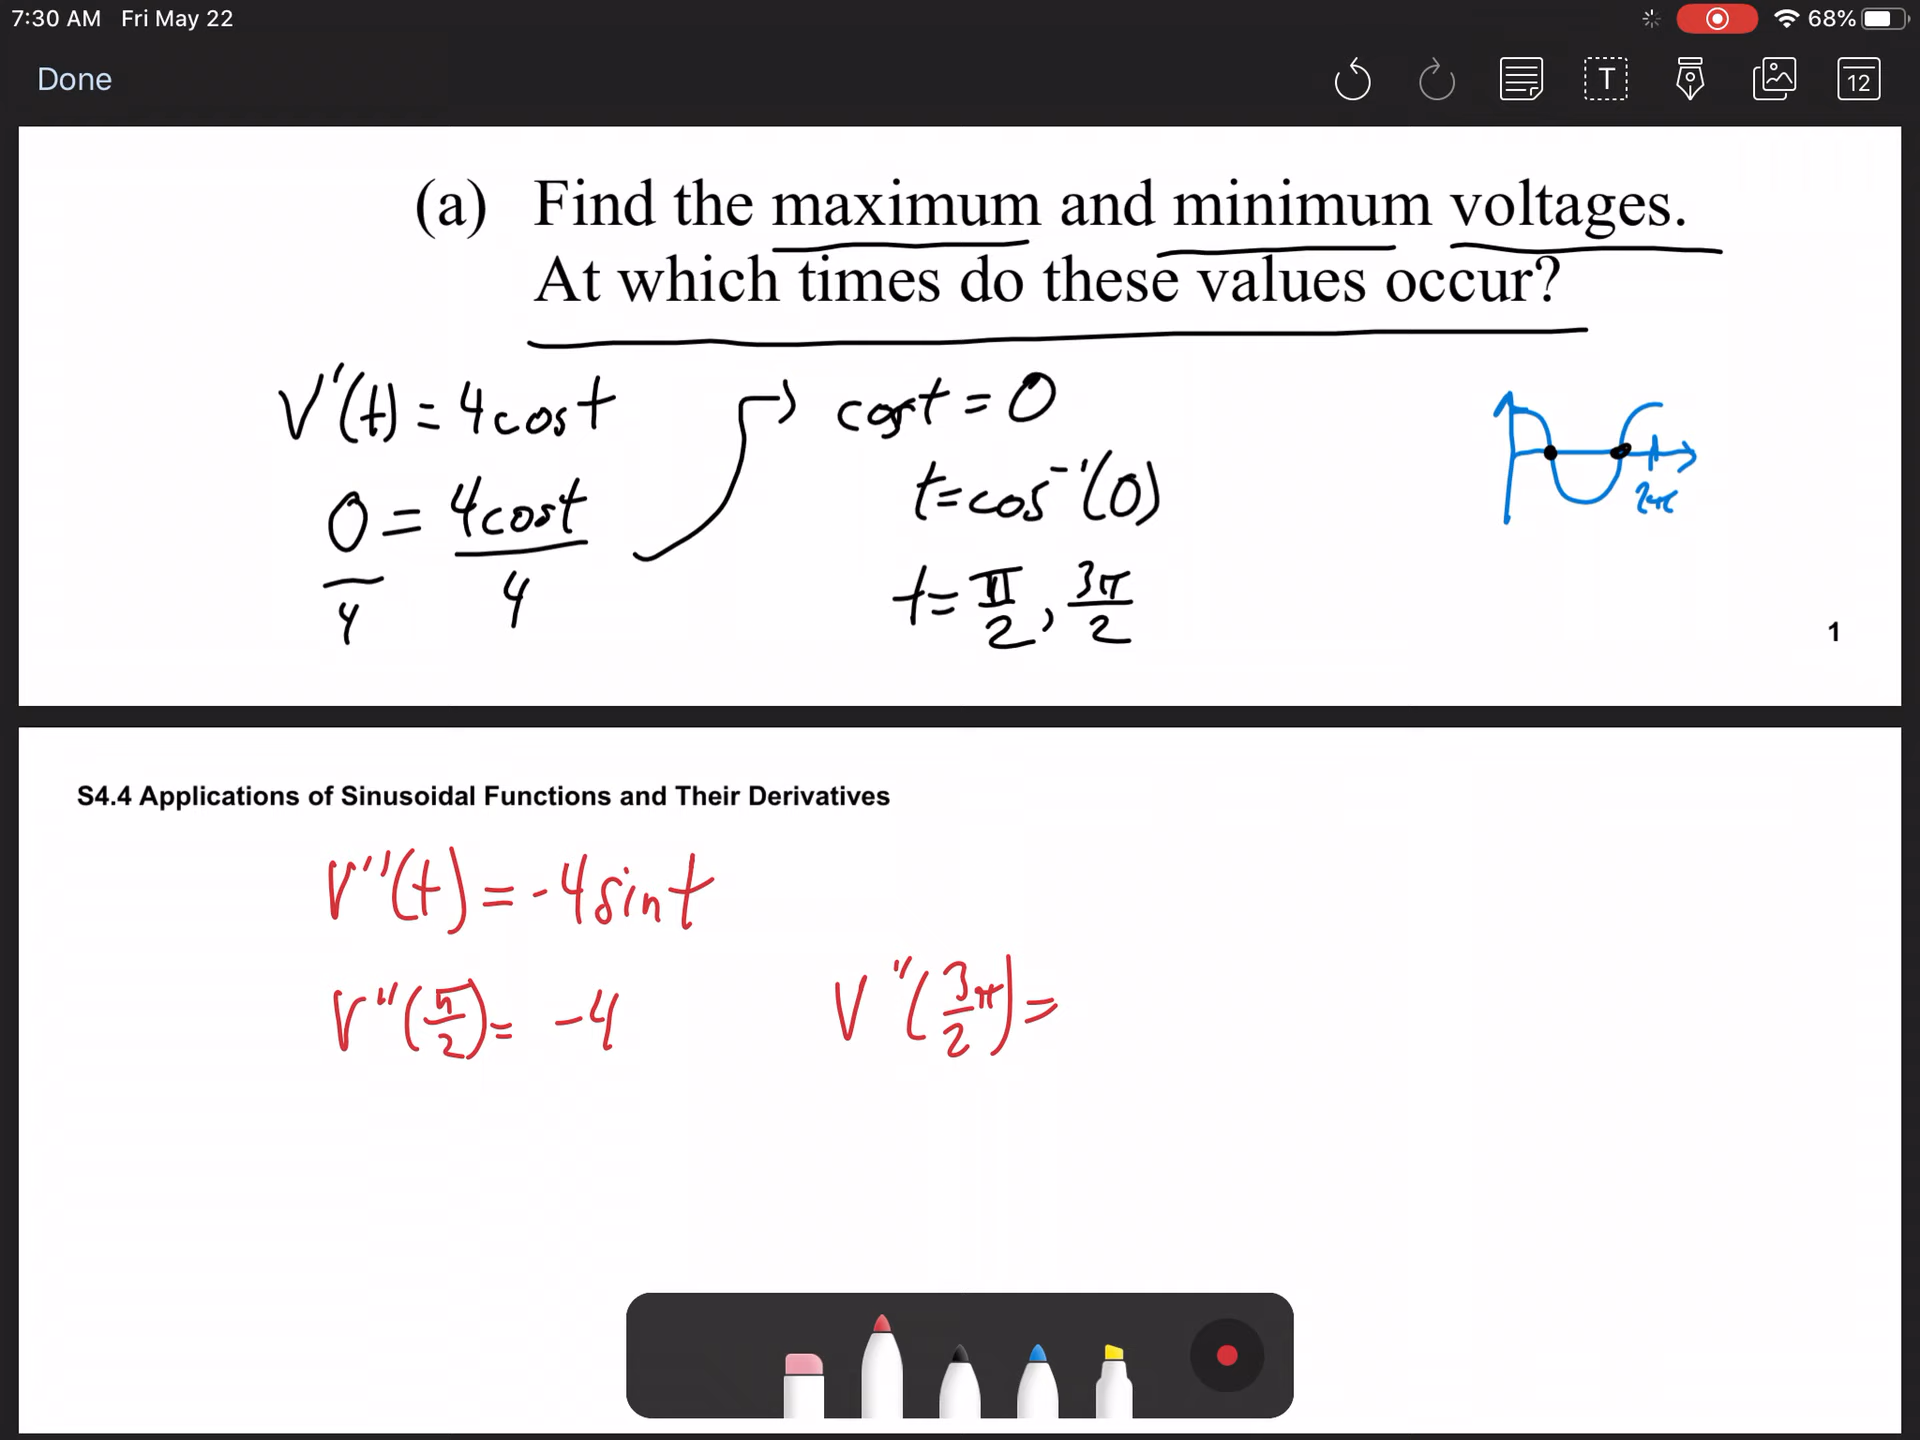 7:30 AM Fri May 22
68%
Done
T
12
(a) Find the maximum and minimum voltages.
At which times do these values occur?
V'(t) = 4cost
cost = 0
0/4 = 4cost/4
t = cos⁻¹(0)
2π
t = π/2, 3π/2
1
S4.4 Applications of Sinusoidal Functions and Their Derivatives
V''(t) = -4sint
V''(π/2) = -4
V''(3/2 π) =